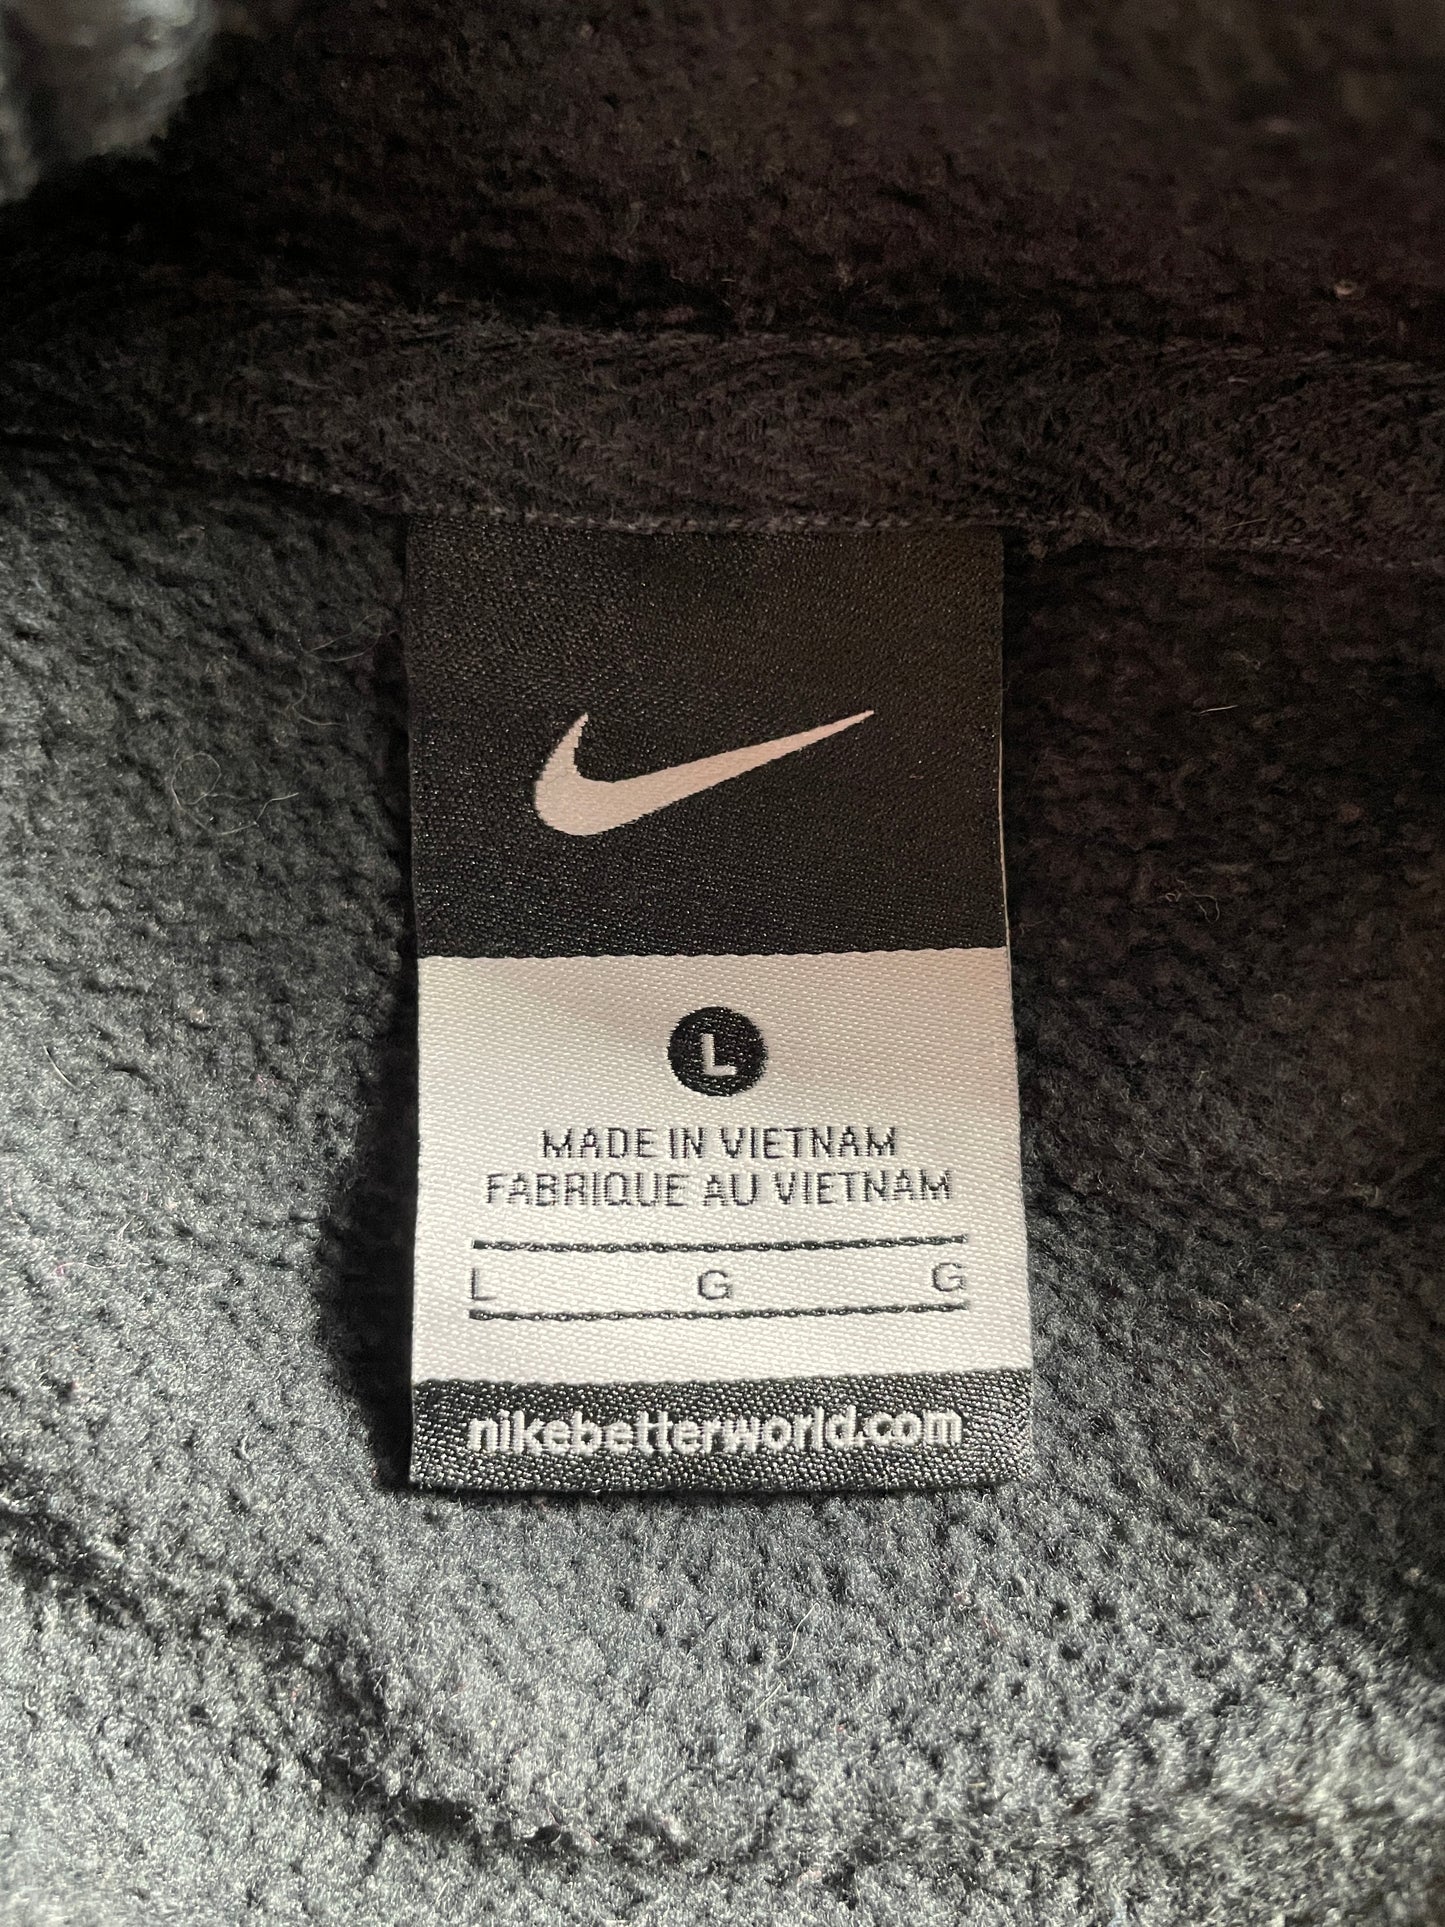 L
MADE IN VIETNAM
FABRIQUE AU VIETNAM
L G G
nikebetterworld.com